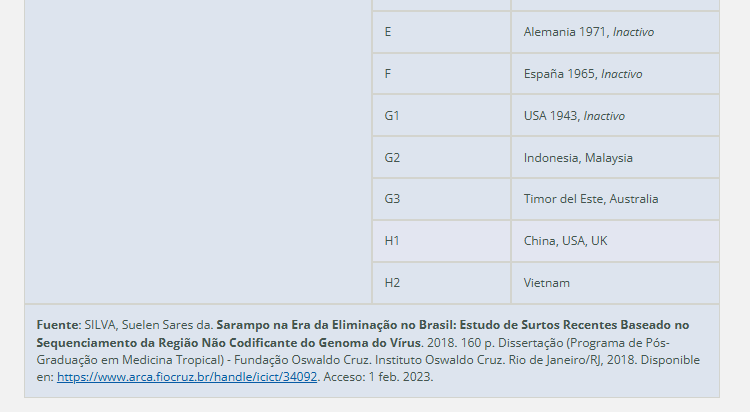 E Alemania 1971, Inactivo
F España 1965, Inactivo
G1 USA 1943, Inactivo
G2 Indonesia, Malaysia
G3 Timor del Este, Australia
H1 China, USA, UK
H2 Vietnam
Fuente: SILVA, Suelen Sares da. Sarampo na Era da Eliminação no Brasil: Estudo de Surtos Recentes Baseado no
Sequenciamento da Região Não Codificante do Genoma do Vírus. 2018. 160 p. Dissertação (Programa de Pós-
Graduação em Medicina Tropical) - Fundação Oswaldo Cruz. Instituto Oswaldo Cruz. Rio de Janeiro/RJ, 2018. Disponible
en: https://www.arca.fiocruz.br/handle/icict/34092. Acceso: 1 feb. 2023.